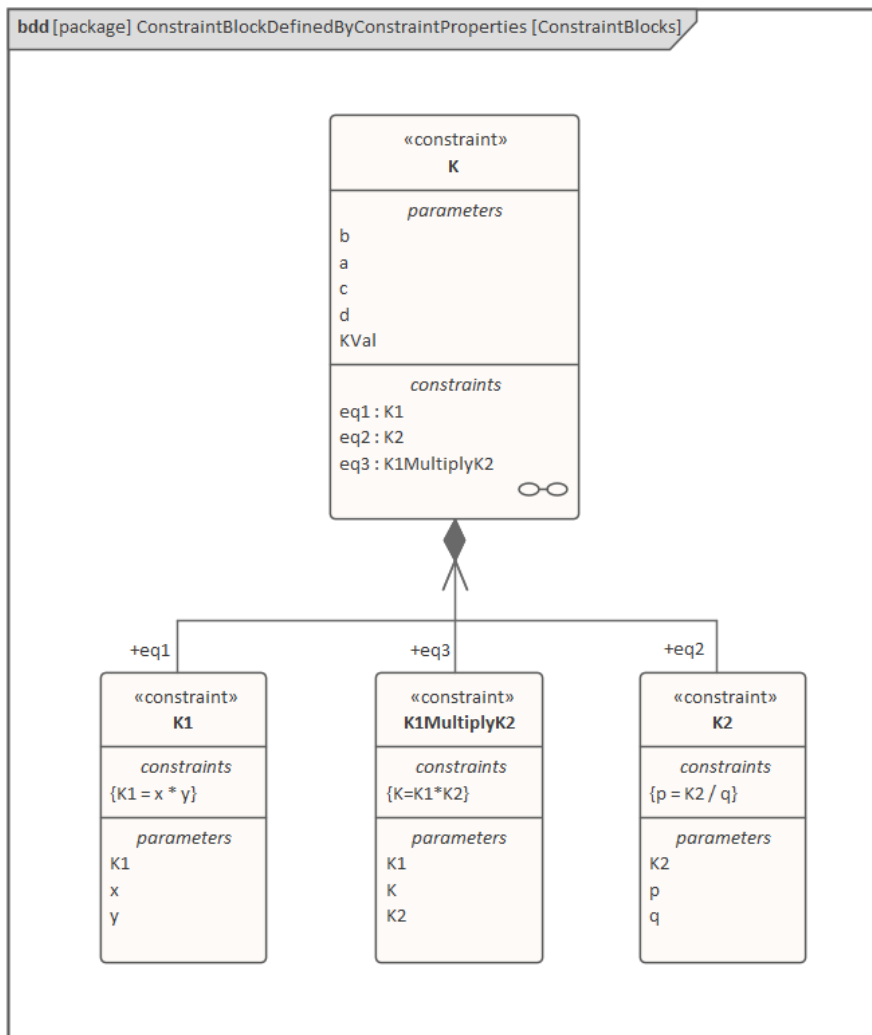 bdd [package] ConstraintBlockDefinedByConstraintProperties [ConstraintBlocks]
«constraint»
K
parameters
b
a
c
d
KVal
constraints
eq1 : K1
eq2 : K2
eq3 : K1MultiplyK2
+eq1
+eq3
+eq2
«constraint»
K1
constraints
{K1 = x * y}
parameters
K1
x
y
«constraint»
K1MultiplyK2
constraints
{K=K1*K2}
parameters
K1
K
K2
«constraint»
K2
constraints
{p = K2 / q}
parameters
K2
p
q